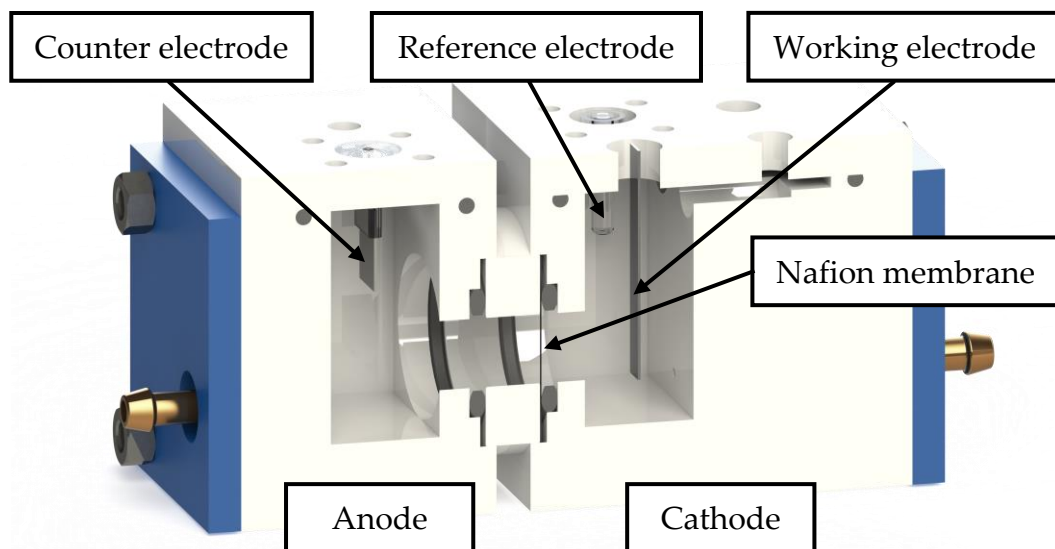 Counter electrode
Reference electrode
Working electrode
Nafion membrane
Anode
Cathode